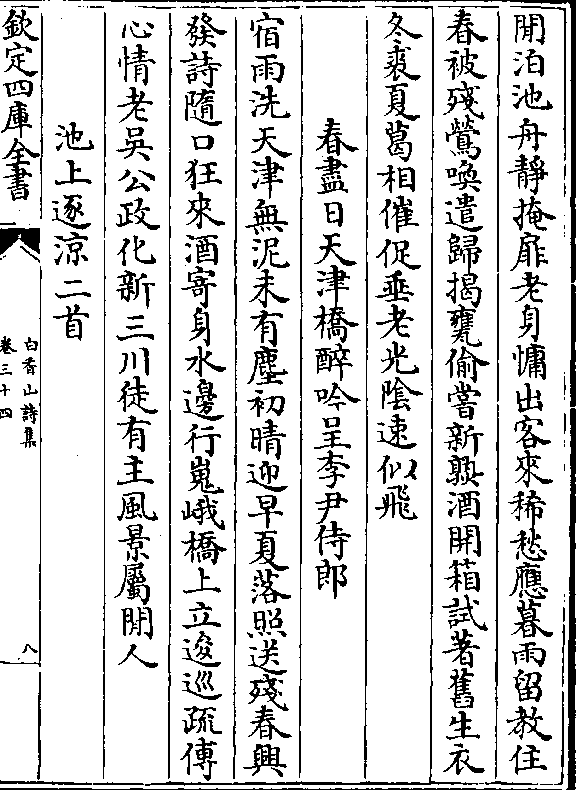 閒泊池舟靜掩扉老身慵出客來稀愁應暮雨留教住
春被殘鶯喚遣歸揭甕偷嘗新熟酒開箱試著舊生衣
冬裘夏葛相催促垂老光陰速似飛
春盡日天津橋醉吟呈李尹侍郎
宿雨洗天津無泥未有塵初晴迎早夏落照送殘春興
發詩隨口狂來酒寄身水邊行嵬峨橋上立逡巡疏傳
心情老吳公政化新三川徒有主風景屬閒人
池上逐涼二首
欽定四庫全書
白香山詩集
卷三十四
八